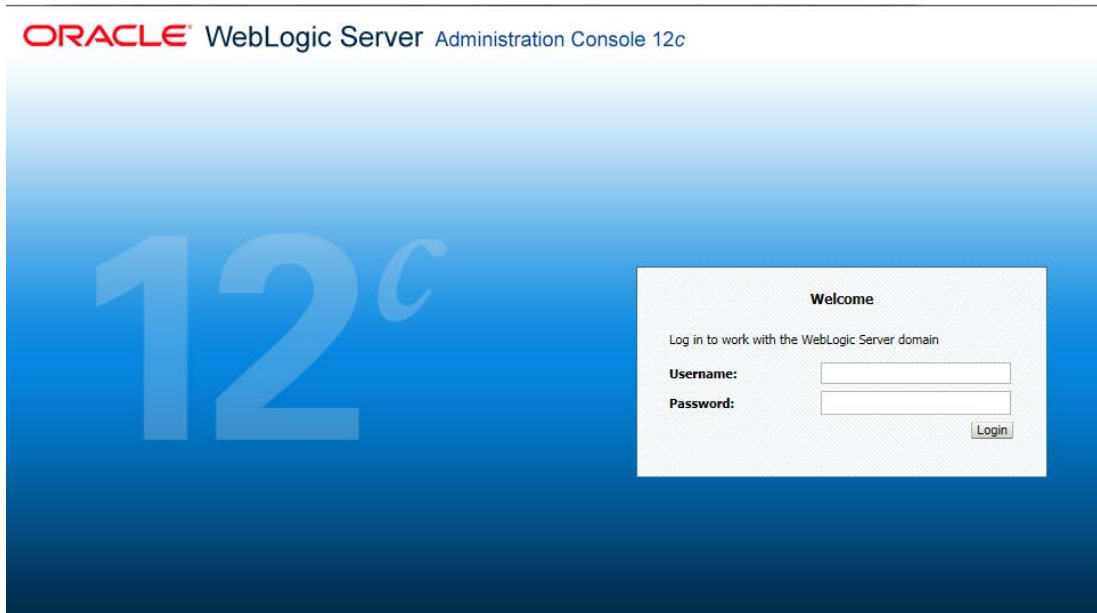 ORACLE WebLogic Server Administration Console 12c
12c
Welcome
Log in to work with the WebLogic Server domain
Username:
Password:
Login